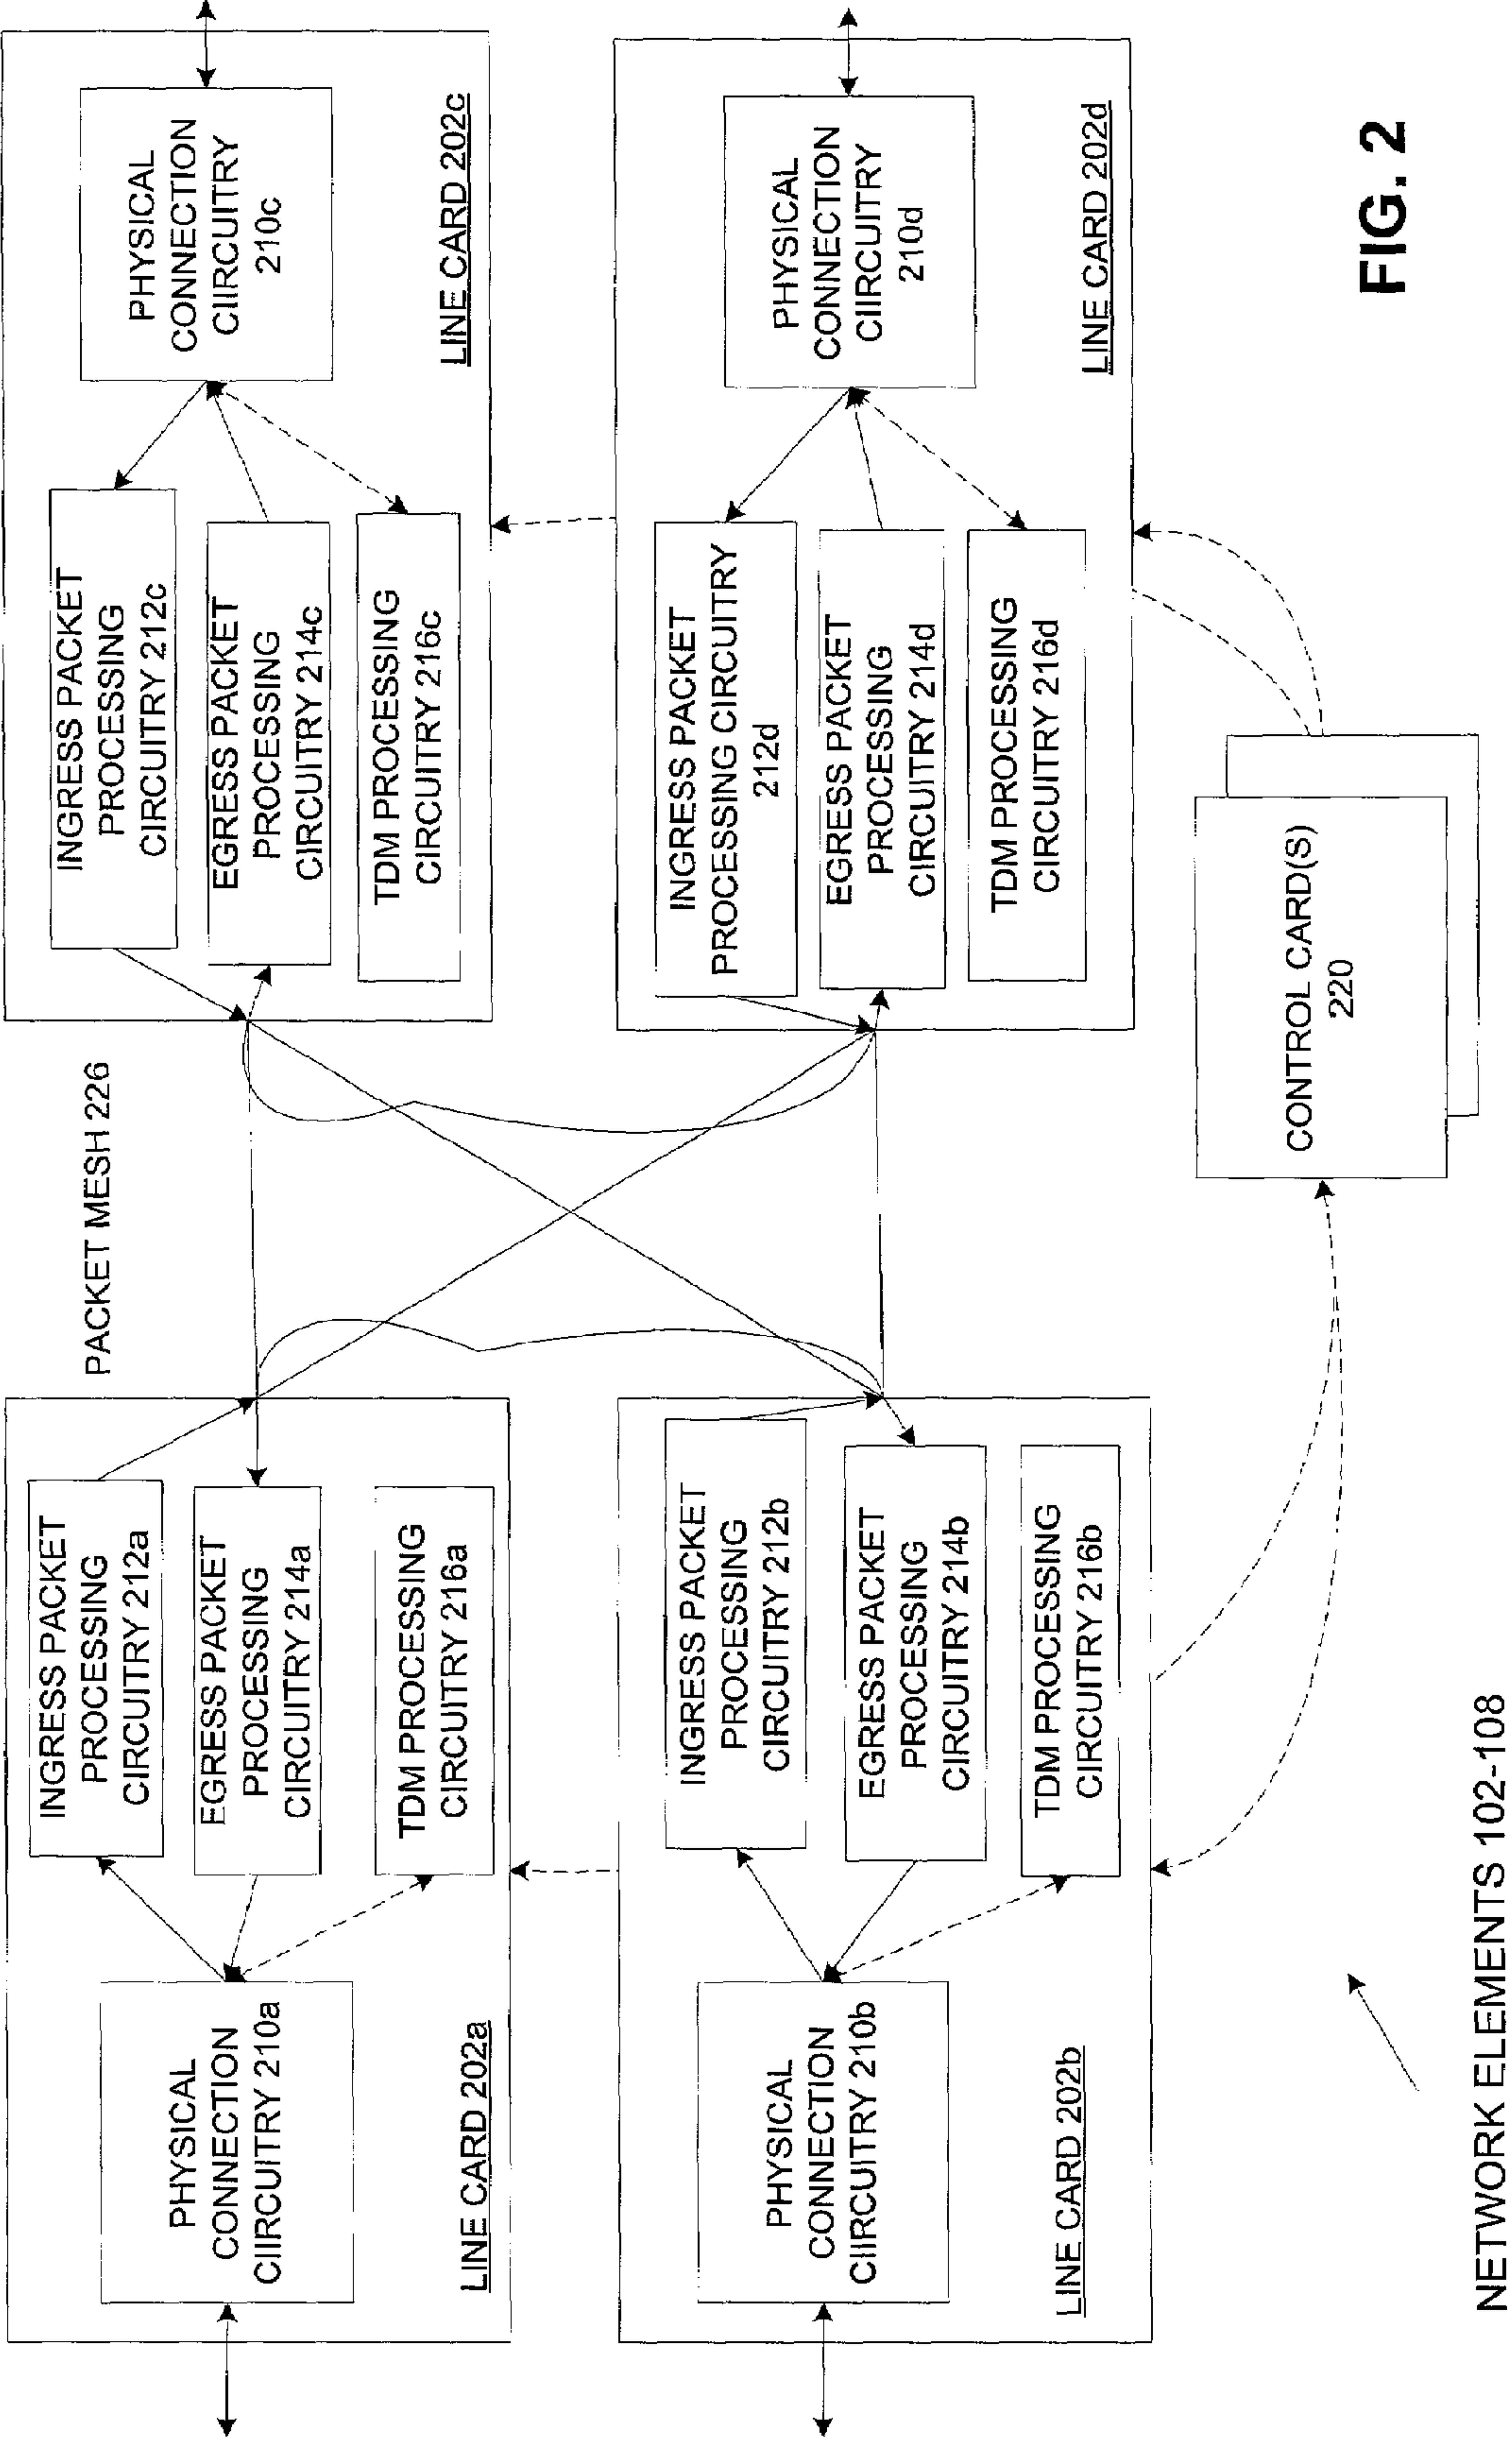 PHYSICAL
CONNECTION
CIIRCUITRY 210a
INGRESS PACKET
PROCESSING
CIRCUITRY 212a
EGRESS PACKET
PROCESSING
CIRCUITRY 214a
TDM PROCESSING
CIRCUITRY 216a
LINE CARD 202a
PACKET MESH 226
INGRESS PACKET
PROCESSING
CIRCUITRY 212c
EGRESS PACKET
PROCESSING
CIRCUITRY 214c
TDM PROCESSING
CIRCUITRY 216c
PHYSICAL
CONNECTION
CIIRCUITRY
210c
LINE CARD 202c
PHYSICAL
CONNECTION
CIIRCUITRY 210b
INGRESS PACKET
PROCESSING
CIRCUITRY 212b
EGRESS PACKET
PROCESSING
CIRCUITRY 214b
TDM PROCESSING
CIRCUITRY 216b
LINE CARD 202b
INGRESS PACKET
PROCESSING CIRCUITRY
212d
EGRESS PACKET
PROCESSING
CIRCUITRY 214d
TDM PROCESSING
CIRCUITRY 216d
PHYSICAL
CONNECTION
CIIRCUITRY
210d
LINE CARD 202d
CONTROL CARD(S)
220
NETWORK ELEMENTS 102-108
FIG. 2